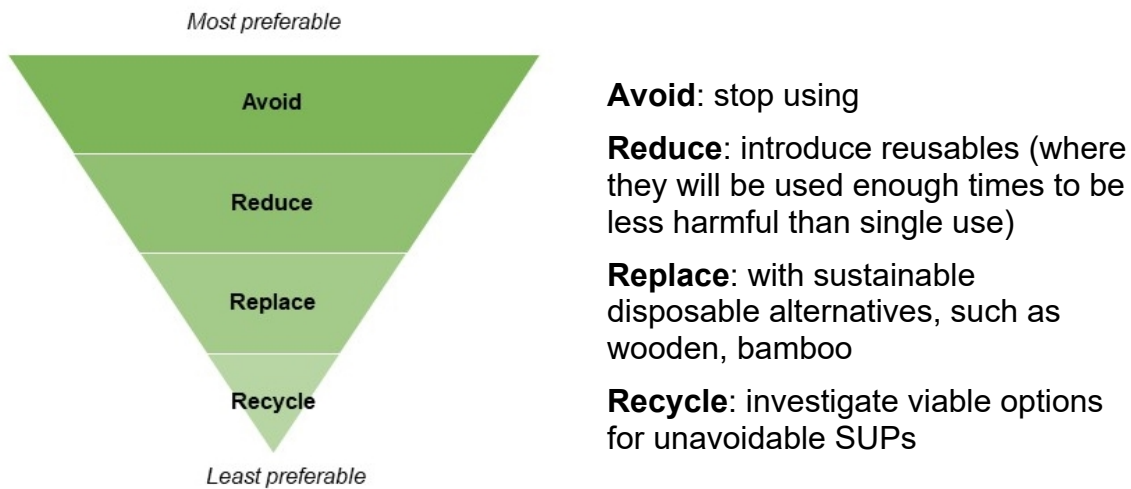 Most preferable
Avoid
Reduce
Replace
Recycle
Least preferable
Avoid: stop using
Reduce: introduce reusables (where
they will be used enough times to be
less harmful than single use)
Replace: with sustainable
disposable alternatives, such as
wooden, bamboo
Recycle: investigate viable options
for unavoidable SUPs